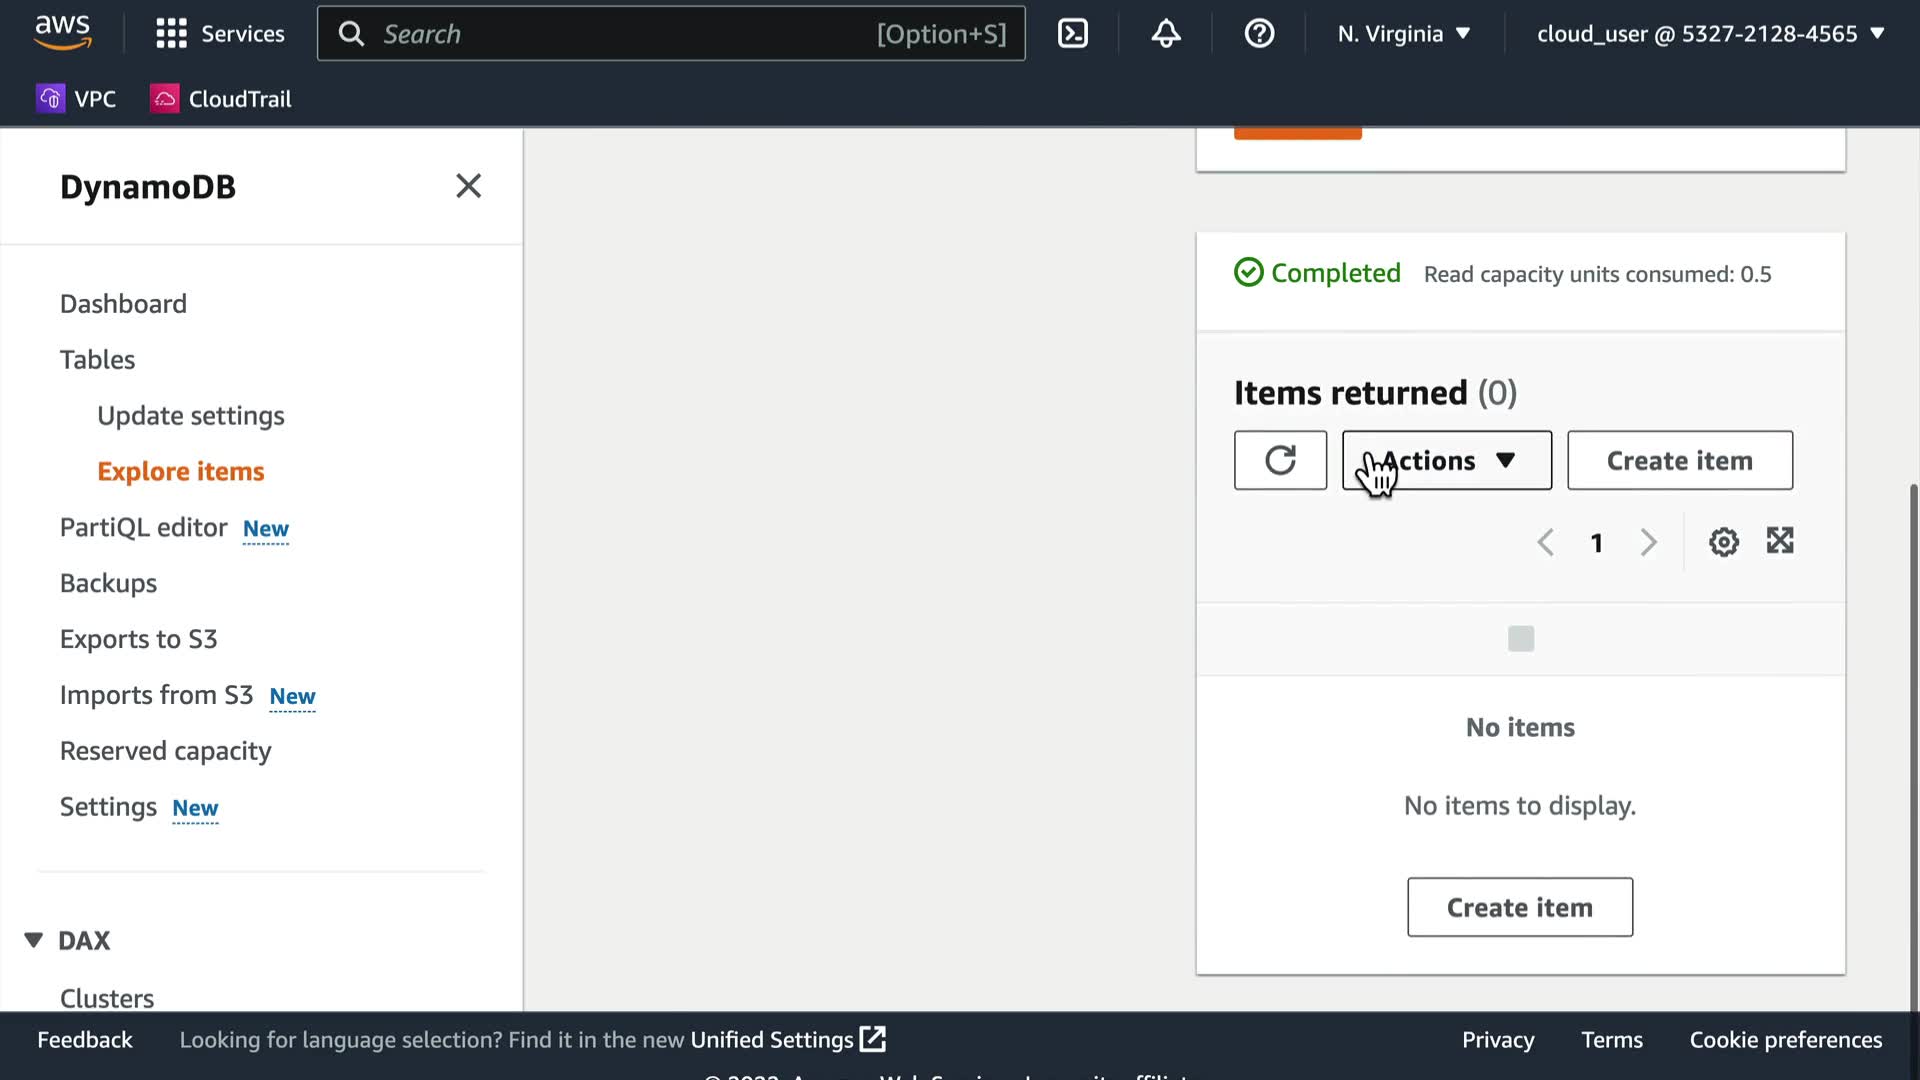 aws
Services
Search
[Option+S]
N. Virginia
cloud_user @ 5327-2128-4565
VPC
CloudTrail
DynamoDB
Dashboard
Tables
Update settings
Explore items
PartiQL editor New
Backups
Exports to S3
Imports from S3 New
Reserved capacity
Settings New
DAX
Clusters
Completed Read capacity units consumed: 0.5
Items returned (0)
Actions
Create item
1
No items
No items to display.
Create item
Feedback
Looking for language selection? Find it in the new Unified Settings
Privacy
Terms
Cookie preferences